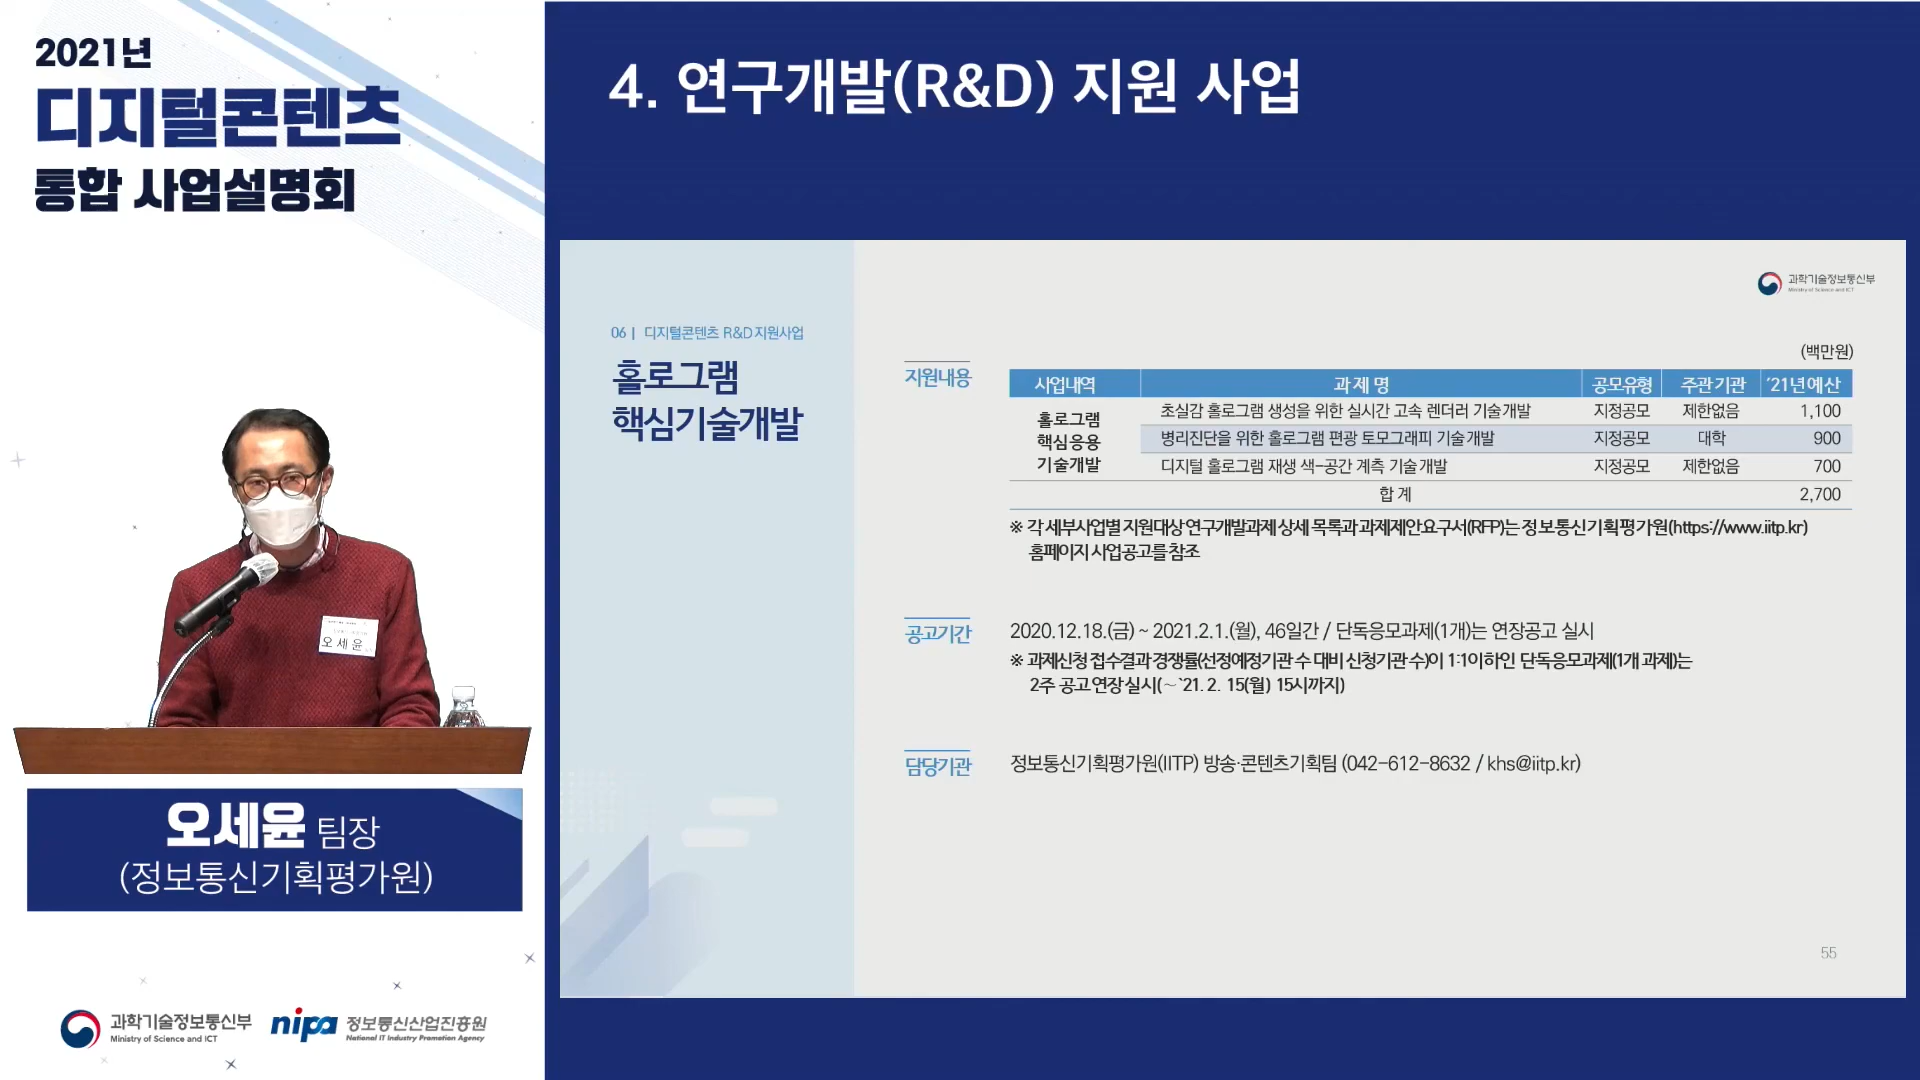 2021년
디지털콘텐츠
통합 사업설명회
오세윤
오세윤 팀장
(정보통신기획평가원)
과학기술정보통신부
Ministry of Science and ICT
nipa 정보통신산업진흥원
National IT Industry Promotion Agency
4. 연구개발(R&D) 지원 사업
과학기술정보통신부
Ministry of Science and ICT
06 | 디지털콘텐츠 R&D지원사업
홀로그램
핵심기술개발
지원내용
(백만원)
사업내역 과 제 명 공모유형 주관기관 '21년예산
홀로그램
핵심응용
기술개발
초실감 홀로그램 생성을 위한 실시간 고속 렌더러 기술개발 지정공모 제한없음 1,100
병리진단을 위한 홀로그램 편광 토모그래피 기술개발 지정공모 대학 900
디지털 홀로그램 재생 색-공간 계측 기술개발 지정공모 제한없음 700
합 계 2,700
※ 각 세부사업별 지원대상 연구개발과제 상세 목록과 과제제안요구서(RFP)는 정보통신기획평가원(https://www.iitp.kr)
홈페이지 사업공고를 참조
공고기간
2020.12.18.(금) ~ 2021.2.1.(월), 46일간 / 단독응모과제(1개)는 연장공고 실시
※ 과제신청 접수결과 경쟁률(선정예정기관 수 대비 신청기관 수)이 1:1이하인 단독응모과제(1개 과제)는
2주 공고 연장 실시(~`21. 2. 15(월) 15시까지)
담당기관
정보통신기획평가원(IITP) 방송·콘텐츠기획팀 (042-612-8632 / khs@iitp.kr)
55